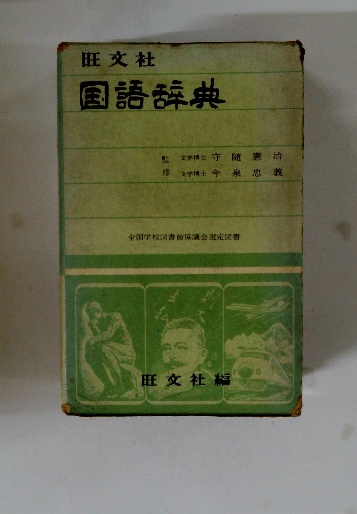 旺文社
国語辞典
監修 文学博士 守随憲治
文学博士 今泉忠義
全国学校図書館協議会選定図書
旺文社編